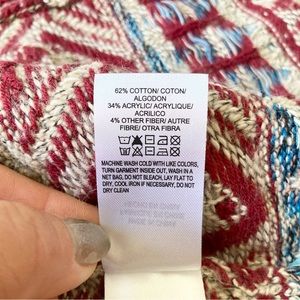 62% COTTON/ COTON/
ALGODON
34% ACRYLIC/ ACRYLIQUE/
ACRILICO
4% OTHER FIBER/ AUTRE
FIBRE/ OTRA FIBRA
MACHINE WASH COLD WITH LIKE COLORS,
TURN GARMENT INSIDE OUT, WASH IN A
NET BAG, DO NOT BLEACH, LAY FLAT TO
DRY, COOL IRON IF NECESSARY, DO NOT
DRY CLEAN